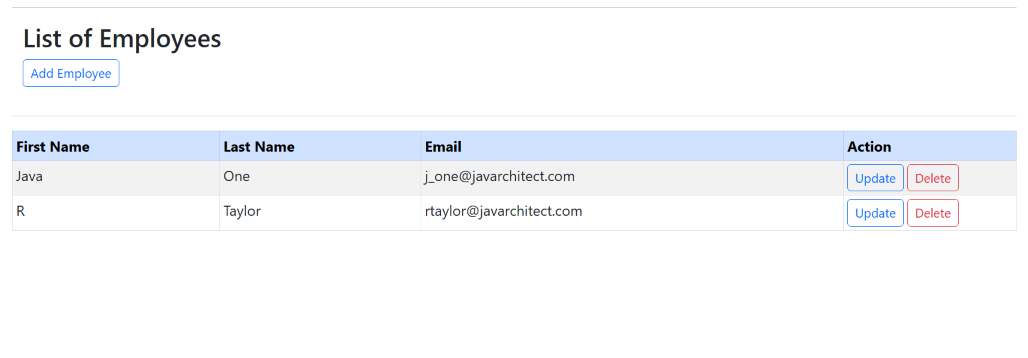 List of Employees
Add Employee
First Name Last Name Email Action
Java One j_one@javarchitect.com Update Delete
R Taylor rtaylor@javarchitect.com Update Delete